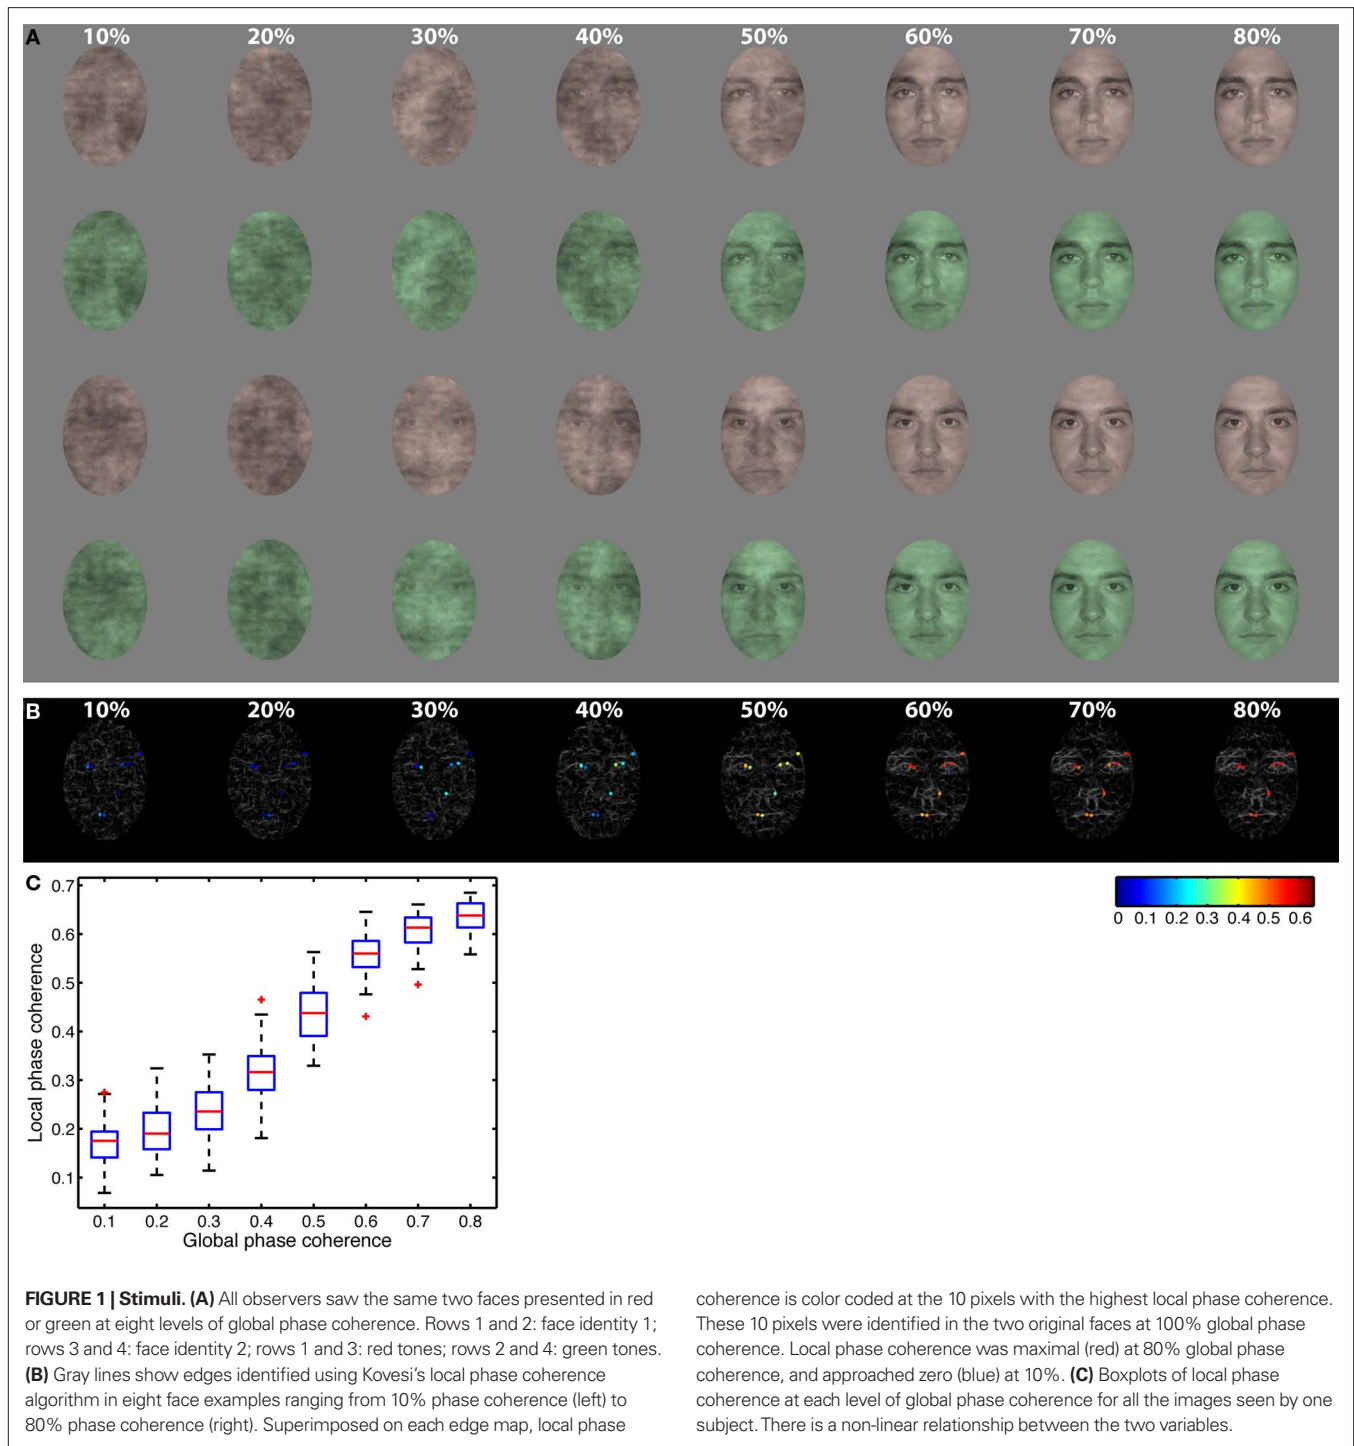 A 10% 20% 30% 40% 50% 60% 70% 80%
B 10% 20% 30% 40% 50% 60% 70% 80%
C
0.7
0.6
0.5
0.4
0.3
0.2
0.1
Local phase coherence
0.1 0.2 0.3 0.4 0.5 0.6 0.7 0.8
Global phase coherence
0 0.1 0.2 0.3 0.4 0.5 0.6
FIGURE 1 | Stimuli. (A) All observers saw the same two faces presented in red
or green at eight levels of global phase coherence. Rows 1 and 2: face identity 1;
rows 3 and 4: face identity 2; rows 1 and 3: red tones; rows 2 and 4: green tones.
(B) Gray lines show edges identified using Kovesi's local phase coherence
algorithm in eight face examples ranging from 10% phase coherence (left) to
80% phase coherence (right). Superimposed on each edge map, local phase
coherence is color coded at the 10 pixels with the highest local phase coherence.
These 10 pixels were identified in the two original faces at 100% global phase
coherence. Local phase coherence was maximal (red) at 80% global phase
coherence, and approached zero (blue) at 10%. (C) Boxplots of local phase
coherence at each level of global phase coherence for all the images seen by one
subject. There is a non-linear relationship between the two variables.